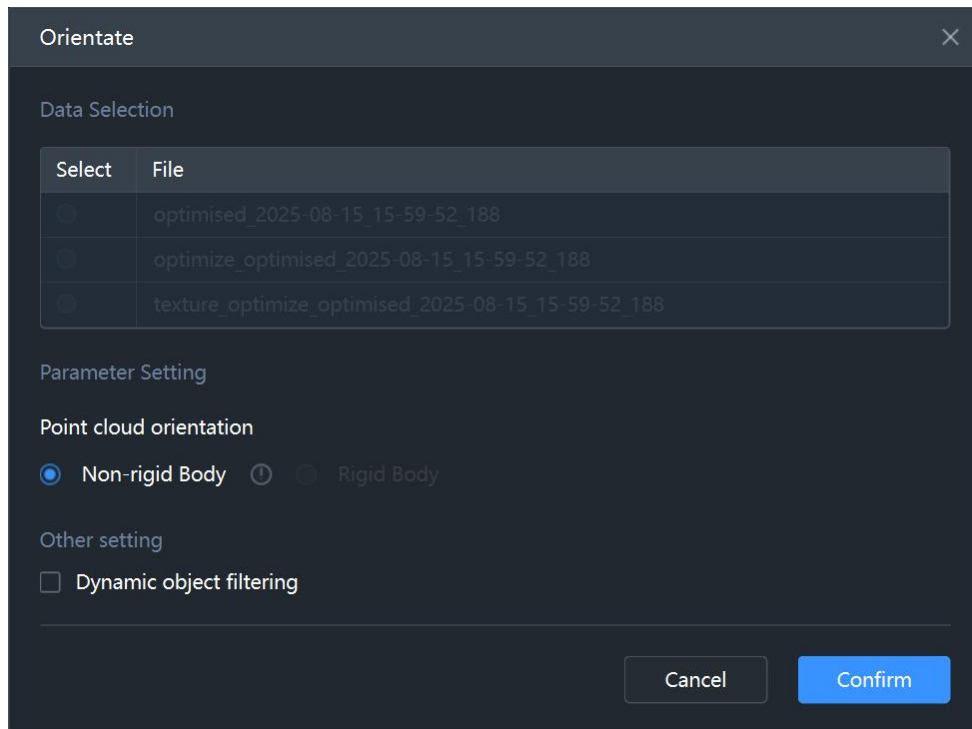 Orientate
Data Selection
Select File
optimised_2025-08-15_15-59-52_188
optimize_optimised_2025-08-15_15-59-52_188
texture_optimize_optimised_2025-08-15_15-59-52_188
Parameter Setting
Point cloud orientation
Non-rigid Body Rigid Body
Other setting
Dynamic object filtering
Cancel Confirm